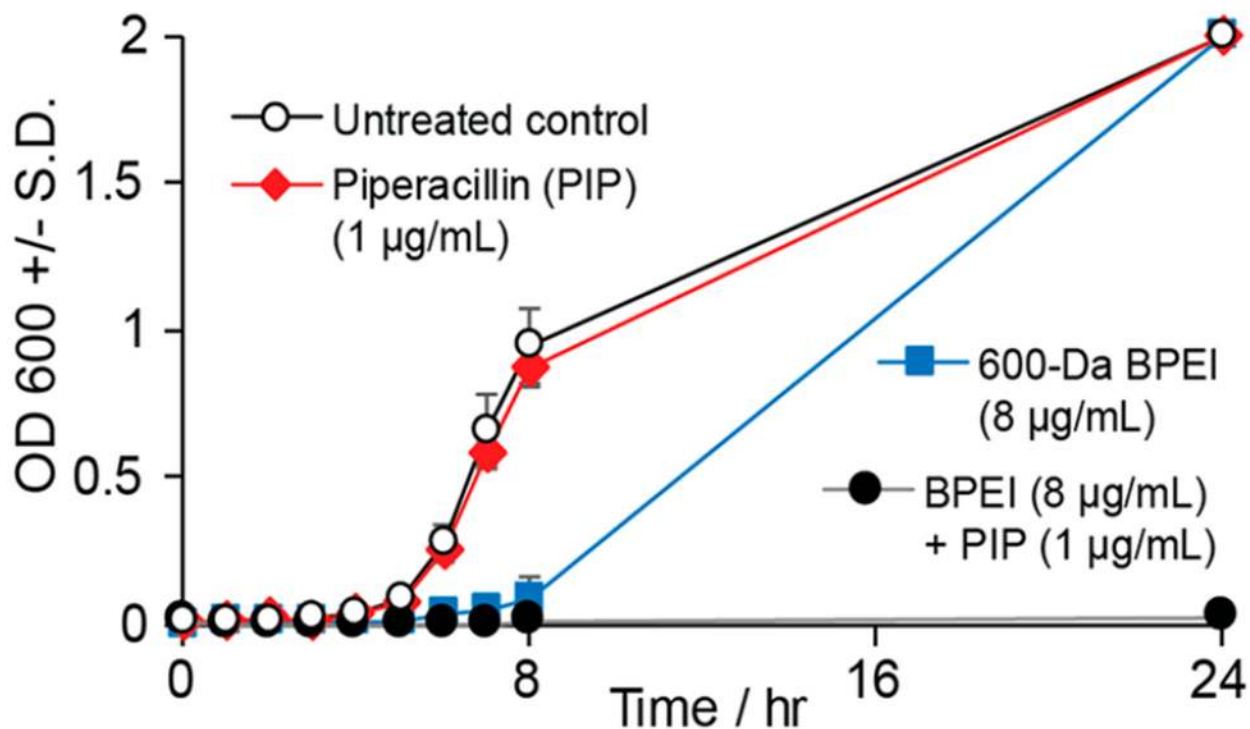 OD 600 +/- S.D.
2
1.5
1
0.5
0
Untreated control
Piperacillin (PIP)
(1 µg/mL)
600-Da BPEI
(8 µg/mL)
BPEI (8 µg/mL)
+ PIP (1 µg/mL)
0
8
16
24
Time / hr